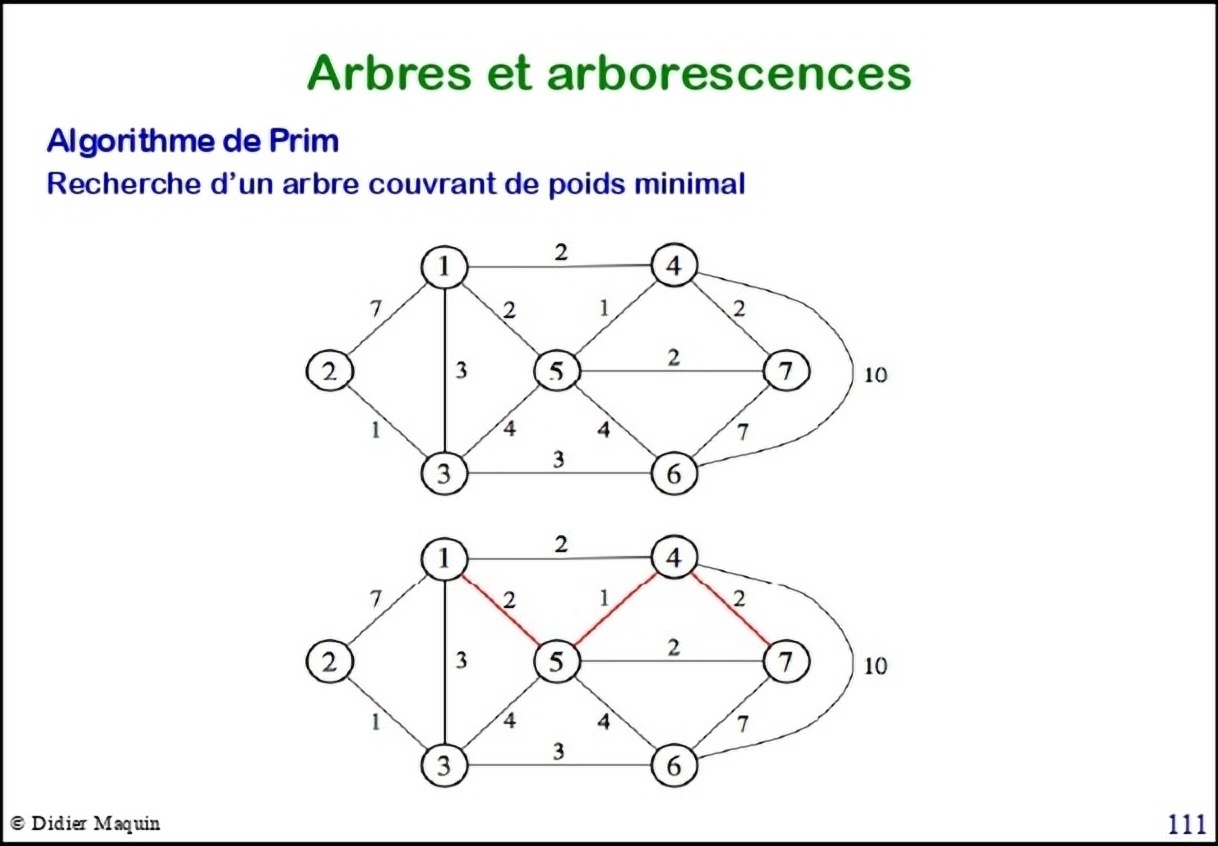 Arbres et arborescences
Algorithme de Prim
Recherche d'un arbre couvrant de poids minimal
1 2 4
7 2 1 2
2 3 5 2 7 10
1 4 4 7
3 3 6
1 2 4
7 2 1 2
2 3 5 2 7 10
1 4 4 7
3 3 6
© Didier Maquin
111